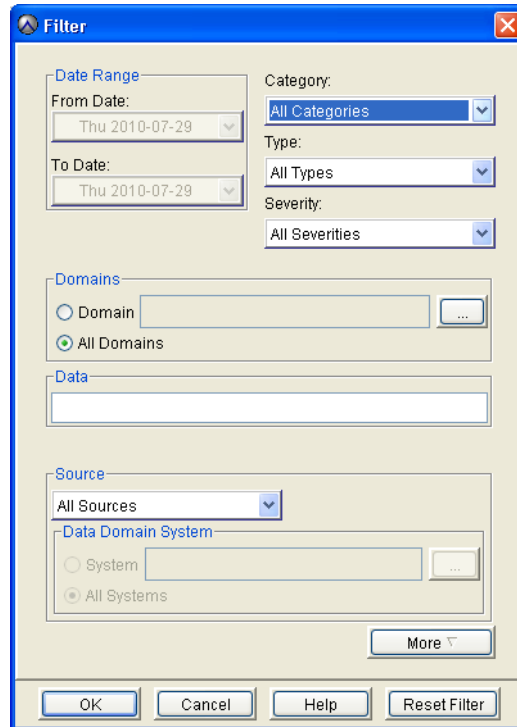 Filter
Date Range
From Date:
Thu 2010-07-29
To Date:
Thu 2010-07-29
Category:
All Categories
Type:
All Types
Severity:
All Severities
Domains
Domain
...
All Domains
Data
Source
All Sources
Data Domain System
System
...
All Systems
More
OK
Cancel
Help
Reset Filter